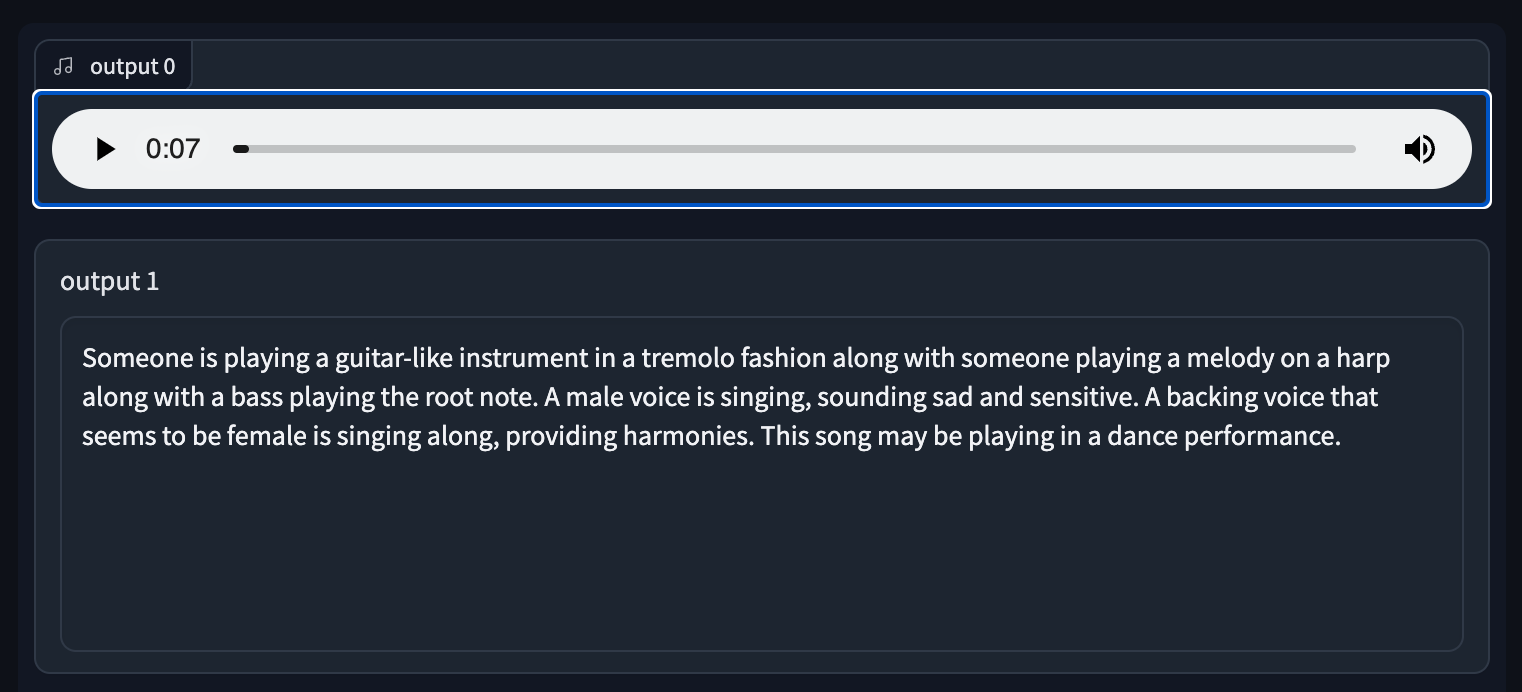 output 0
0:07
output 1
Someone is playing a guitar-like instrument in a tremolo fashion along with someone playing a melody on a harp
along with a bass playing the root note. A male voice is singing, sounding sad and sensitive. A backing voice that
seems to be female is singing along, providing harmonies. This song may be playing in a dance performance.